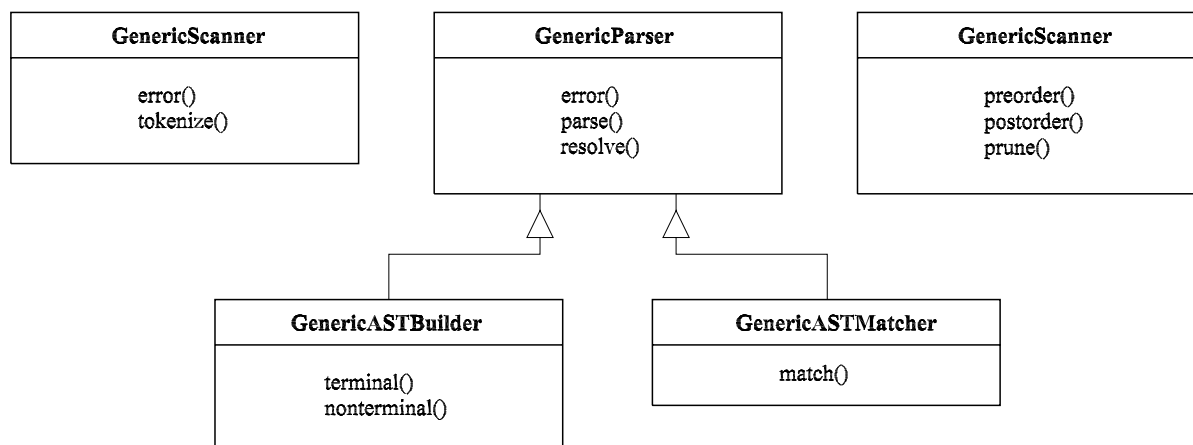 GenericScanner
error()
tokenize()
GenericParser
error()
parse()
resolve()
GenericScanner
preorder()
postorder()
prune()
GenericASTBuilder
terminal()
nonterminal()
GenericASTMatcher
match()